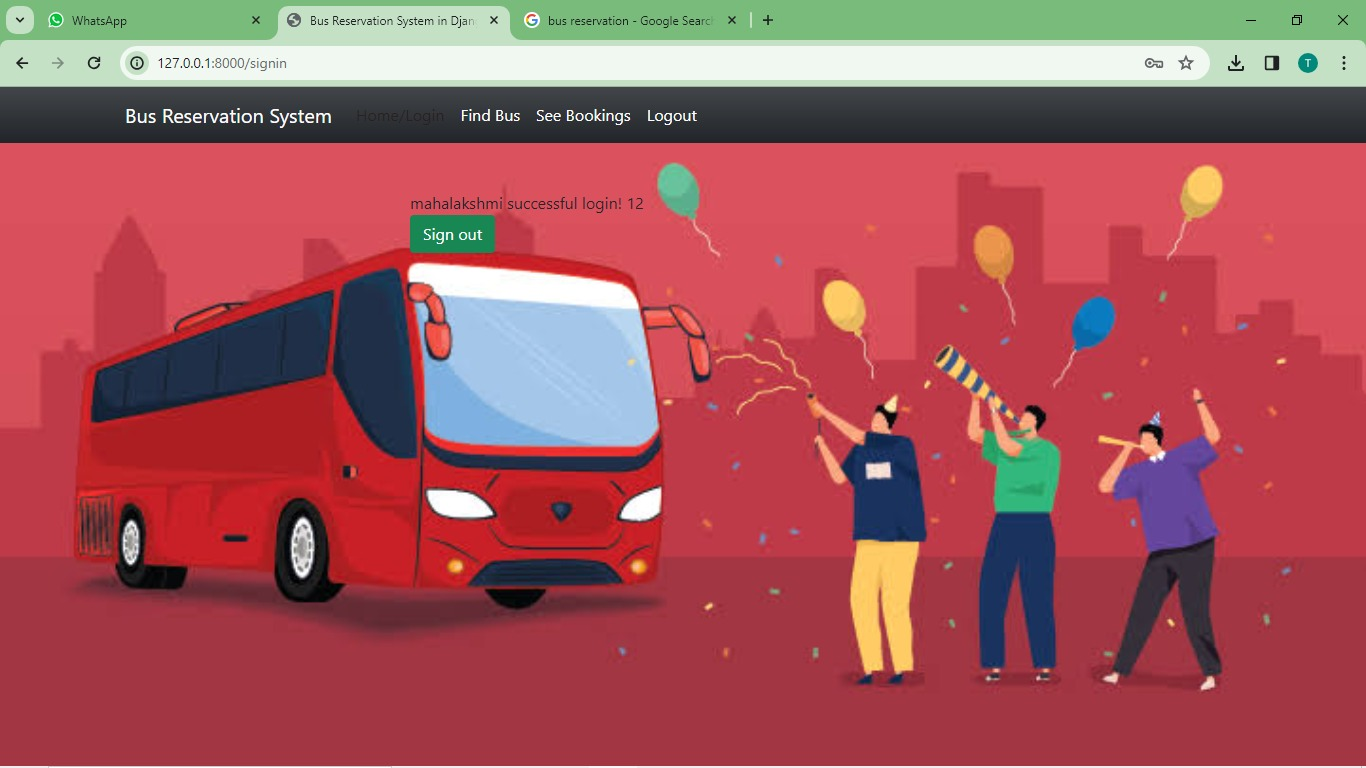 WhatsApp
Bus Reservation System in Djan
bus reservation - Google Search
127.0.0.1:8000/signin
T
Bus Reservation System Home/Login Find Bus See Bookings Logout
mahalakshmi successful login! 12
Sign out